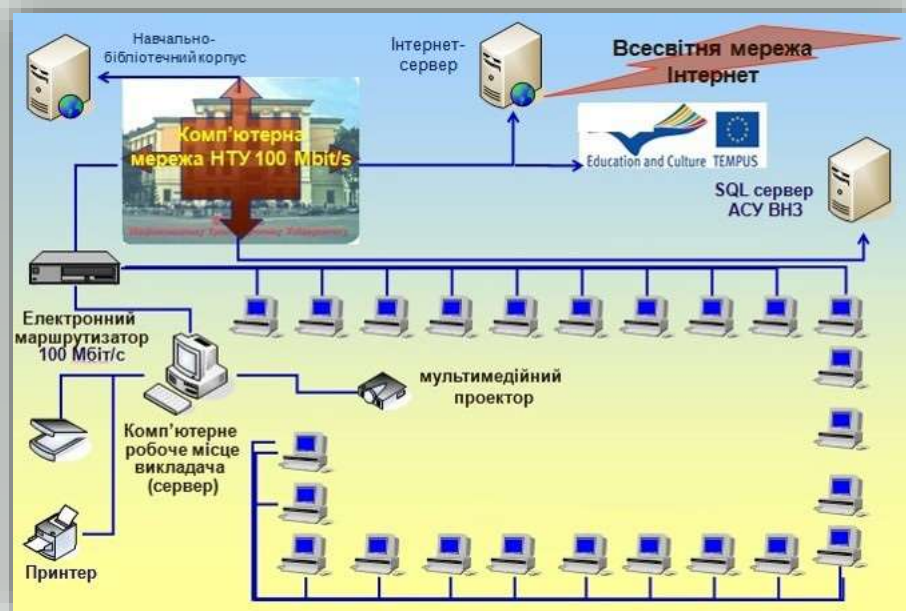 Навчально-
бібліотечний корпус
Інтернет-
сервер
Всесвітня мережа
Інтернет
Комп’ютерна
мережа НТУ 100 Mbit/s
Education and Culture TEMPUS
SQL сервер
АСУ ВНЗ
Електронний
маршрутизатор
100 Мбіт/с
мультимедійний
проектор
Комп’ютерне
робоче місце
викладача
(сервер)
Принтер